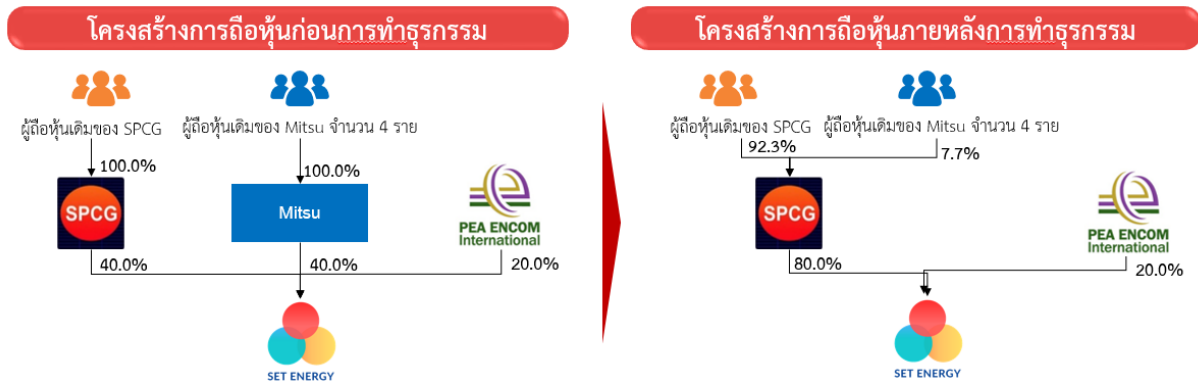 โครงสร้างการถือหุ้นก่อนการทำธุรกรรม
ผู้ถือหุ้นเดิมของ SPCG
ผู้ถือหุ้นเดิมของ Mitsu จำนวน 4 ราย
100.0%
100.0%
SPCG
Mitsu
PEA ENCOM
International
40.0%
40.0%
20.0%
SET ENERGY
โครงสร้างการถือหุ้นภายหลังการทำธุรกรรม
ผู้ถือหุ้นเดิมของ SPCG
ผู้ถือหุ้นเดิมของ Mitsu จำนวน 4 ราย
92.3%
7.7%
SPCG
PEA ENCOM
International
80.0%
20.0%
SET ENERGY